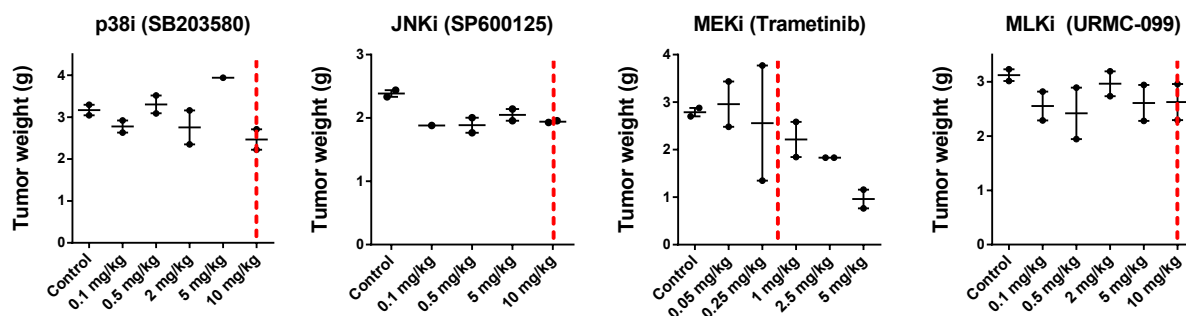 p38i (SB203580)
Tumor weight (g)
4
3
2
1
0
Control
0.1 mg/kg
0.5 mg/kg
2 mg/kg
5 mg/kg
10 mg/kg
JNKi (SP600125)
Tumor weight (g)
3
2
1
0
Control
0.1 mg/kg
0.5 mg/kg
5 mg/kg
10 mg/kg
MEKi (Trametinib)
Tumor weight (g)
4
3
2
1
0
Control
0.05 mg/kg
0.25 mg/kg
1 mg/kg
2.5 mg/kg
5 mg/kg
MLKi (URMC-099)
Tumor weight (g)
3
2
1
0
Control
0.1 mg/kg
0.5 mg/kg
2 mg/kg
5 mg/kg
10 mg/kg